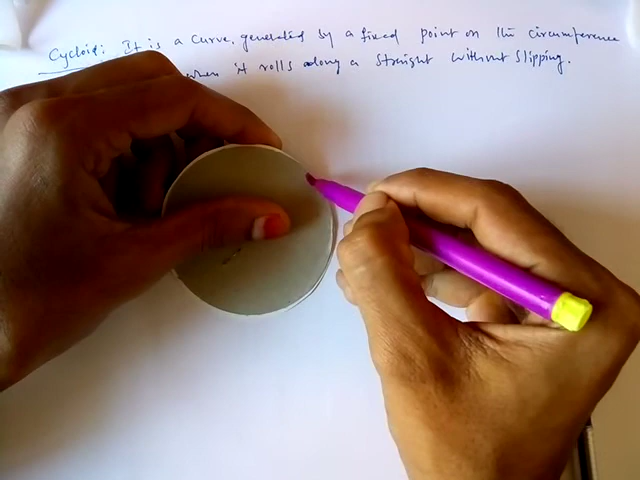 Cycloid: It is a curve, generated by a fixed point on the circumference
when it rolls along a straight without slipping.